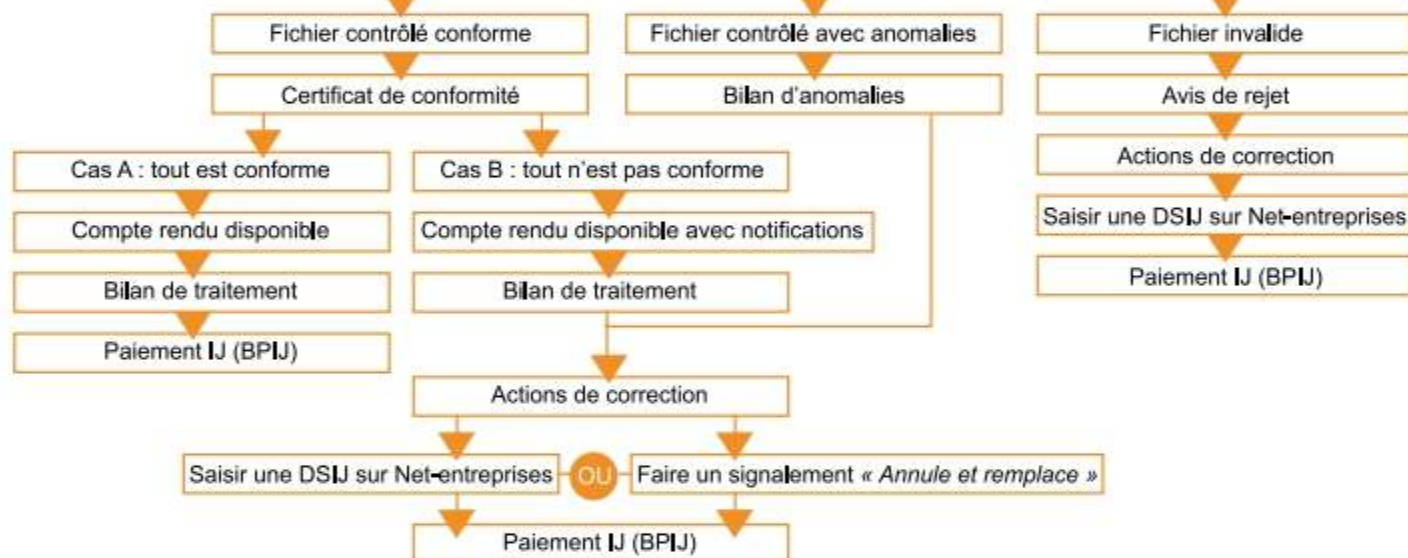 Fichier contrôlé conforme
Fichier contrôlé avec anomalies
Fichier invalide
Certificat de conformité
Bilan d'anomalies
Avis de rejet
Cas A : tout est conforme
Cas B : tout n'est pas conforme
Actions de correction
Compte rendu disponible
Compte rendu disponible avec notifications
Saisir une DSIJ sur Net-entreprises
Bilan de traitement
Bilan de traitement
Paiement IJ (BPIJ)
Paiement IJ (BPIJ)
Actions de correction
Saisir une DSIJ sur Net-entreprises
OU
Faire un signalement « Annule et remplace »
Paiement IJ (BPIJ)